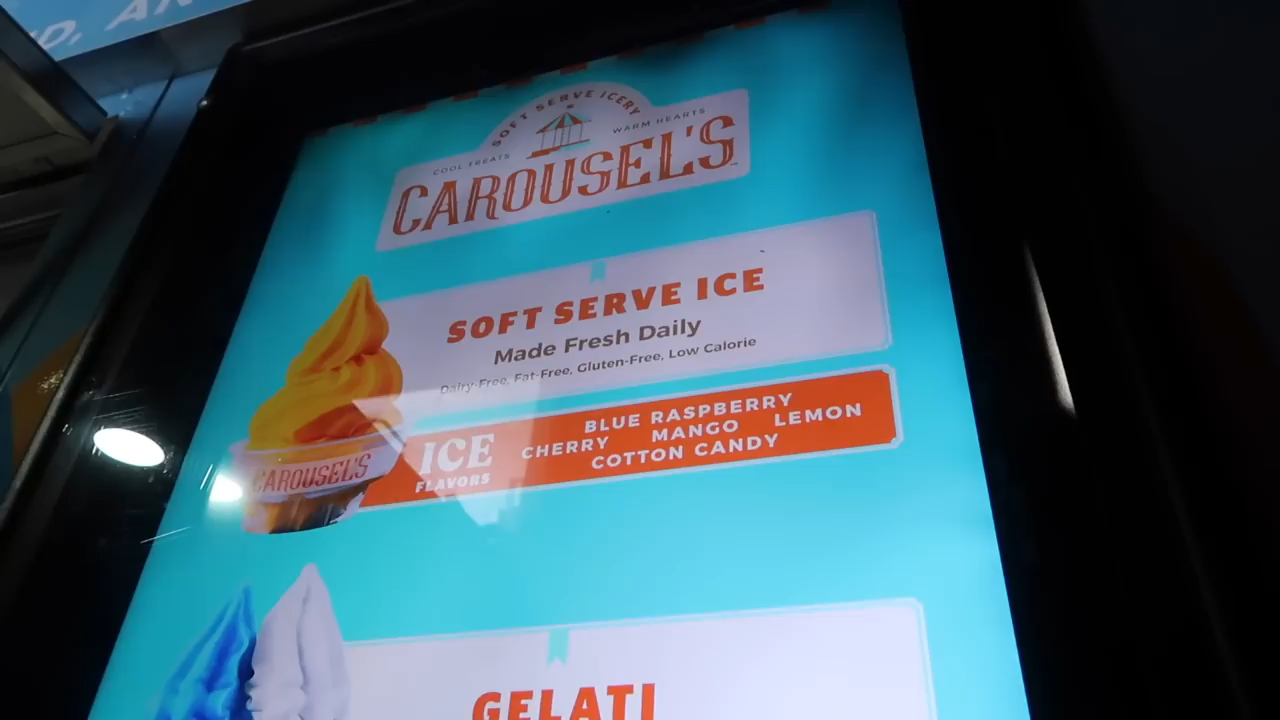 SOFT SERVE ICERY
COOL TREATS WARM HEARTS
CAROUSEL'S
SOFT SERVE ICE
Made Fresh Daily
Dairy-Free, Fat-Free, Gluten-Free, Low Calorie
ICE FLAVORS
BLUE RASPBERRY
CHERRY MANGO LEMON
COTTON CANDY
CAROUSEL'S
GELATI